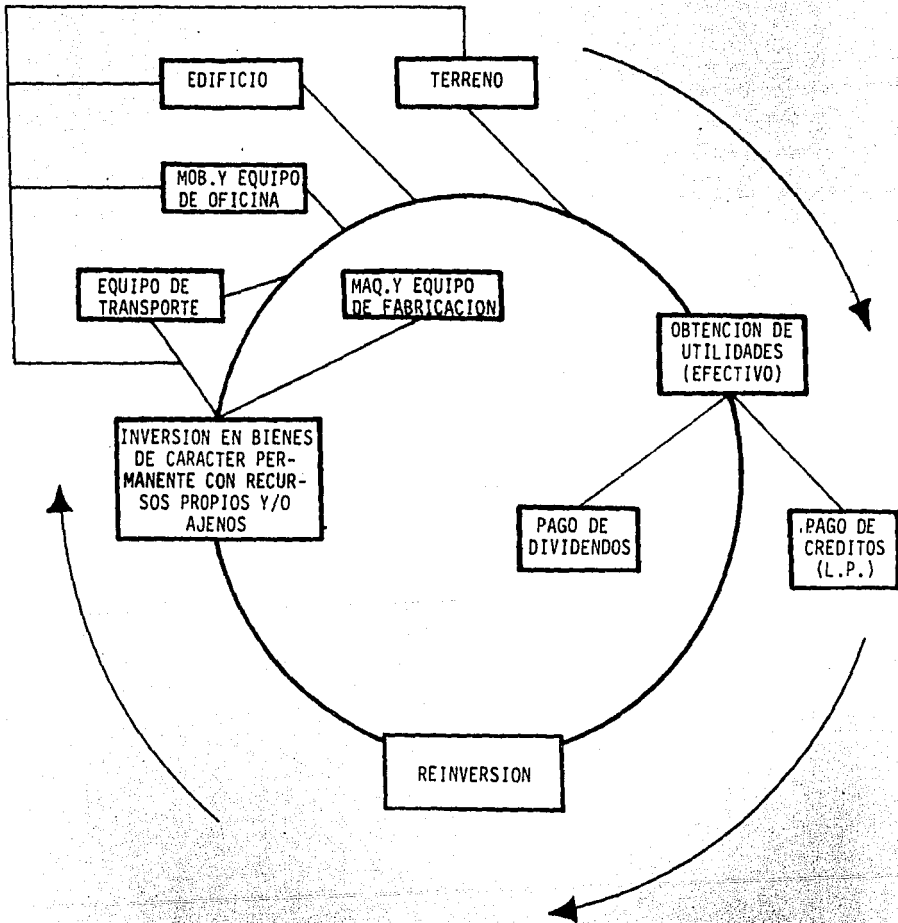 EDIFICIO
TERRENO
MOB.Y EQUIPO
DE OFICINA
EQUIPO DE
TRANSPORTE
MAQ.Y EQUIPO
DE FABRICACION
OBTENCION DE
UTILIDADES
(EFECTIVO)
INVERSION EN BIENES
DE CARACTER PER-
MANENTE CON RECUR-
SOS PROPIOS Y/O
AJENOS
PAGO DE
DIVIDENDOS
.PAGO DE
CREDITOS
(L.P.)
REINVERSION